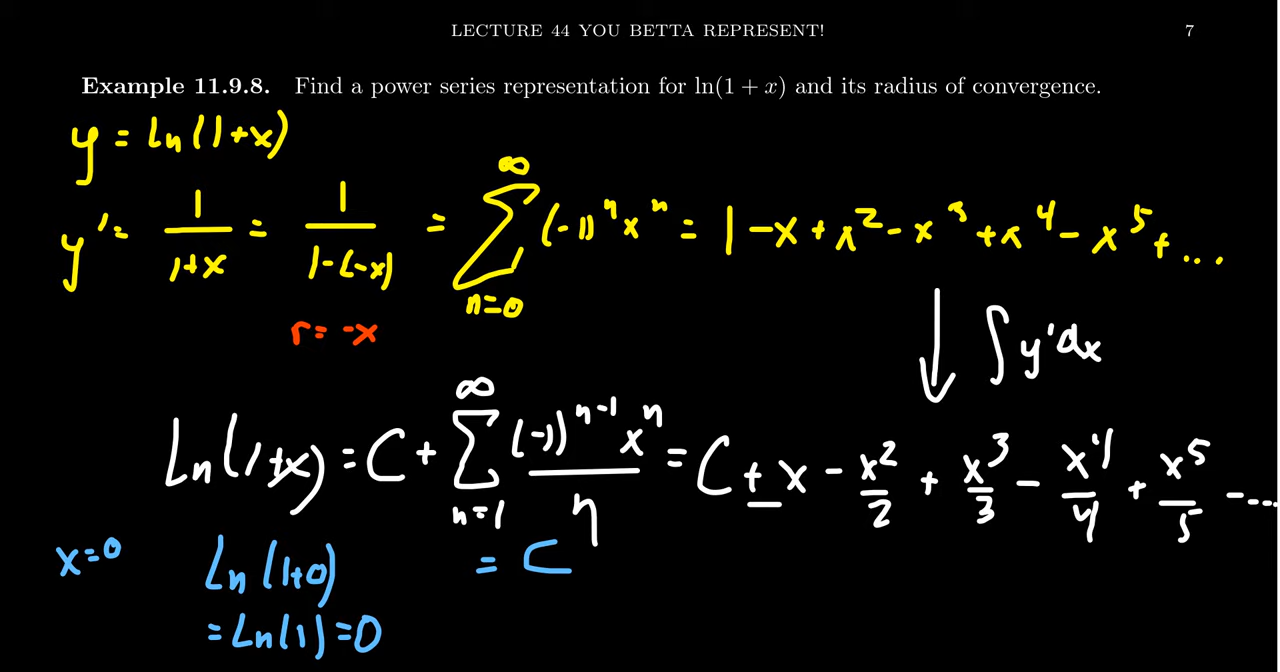 LECTURE 44 YOU BETTA REPRESENT! 7
Example 11.9.8. Find a power series representation for ln(1 + x) and its radius of convergence.
y = Ln(1+x)
y' = 1/(1+x) = 1/(1-(-x)) = ∑_{n=0}^{∞} (-1)^n x^n = 1 - x + x^2 - x^3 + x^4 - x^5 + ...
r = -x
∫ y' dx
Ln(1+x) = C + ∑_{n=1}^{∞} (-1)^{n-1} x^n / n = C + x - x^2/2 + x^3/3 - x^4/4 + x^5/5 - ...
x=0 Ln(1+0) = C
= Ln(1) = 0